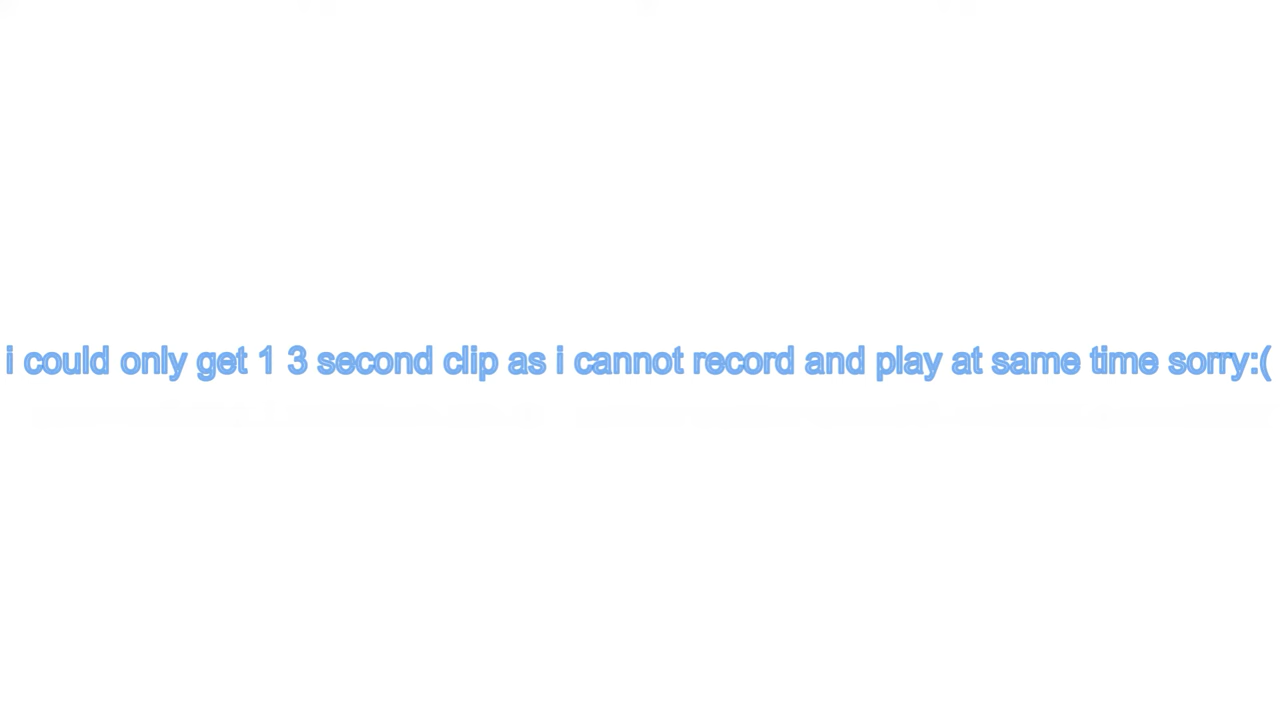 i could only get 1 3 second clip as i cannot record and play at same time sorry:(